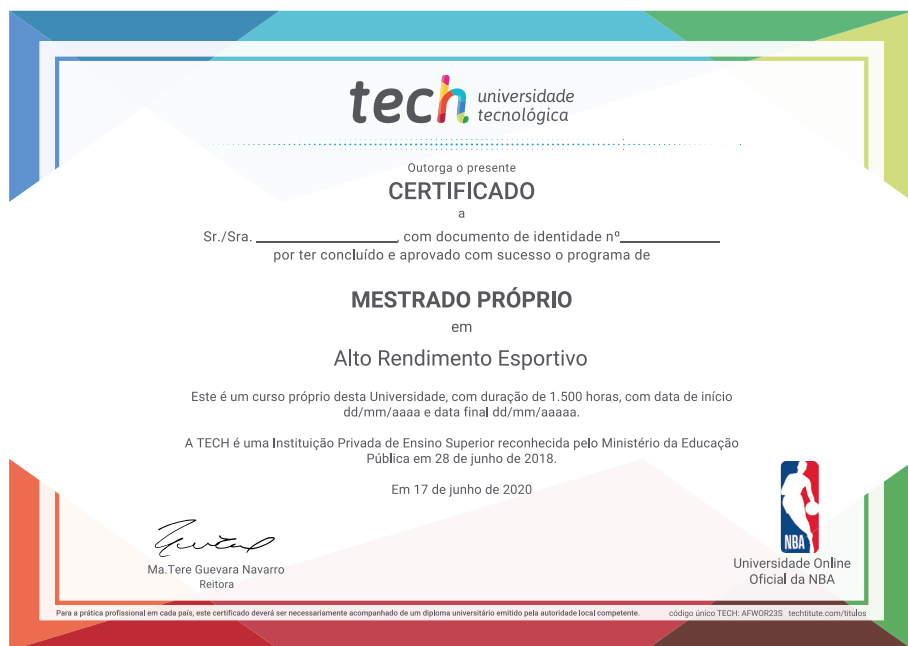 tech universidade
tecnológica
Outorga o presente
CERTIFICADO
a
Sr./Sra. , com documento de identidade nº
por ter concluído e aprovado com sucesso o programa de
MESTRADO PRÓPRIO
em
Alto Rendimento Esportivo
Este é um curso próprio desta Universidade, com duração de 1.500 horas, com data de início
dd/mm/aaaa e data final dd/mm/aaaaa.
A TECH é uma Instituição Privada de Ensino Superior reconhecida pelo Ministério da Educação
Pública em 28 de junho de 2018.
Em 17 de junho de 2020
Ma.Tere Guevara Navarro
Reitora
NBA
Universidade Online
Oficial da NBA
Para a prática profissional em cada país, este certificado deverá ser necessariamente acompanhado de um diploma universitário emitido pela autoridade local competente. código único TECH: AFWOR23S techtitute.com/titulos